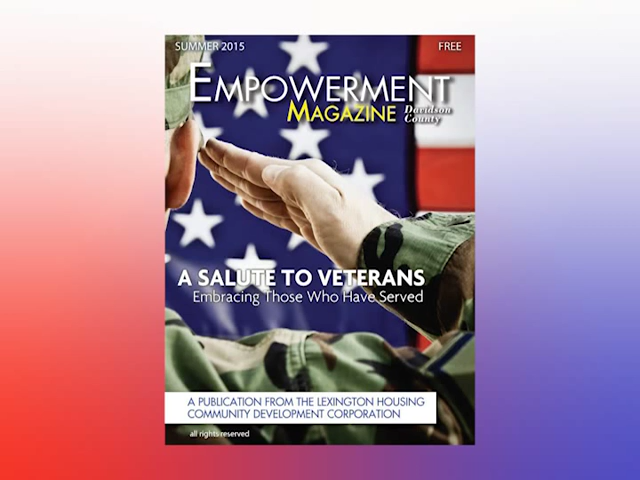 SUMMER 2015
FREE
EMPOWERMENT
MAGAZINE Davidson
County
A SALUTE TO VETERANS
Embracing Those Who Have Served
A PUBLICATION FROM THE LEXINGTON HOUSING
COMMUNITY DEVELOPMENT CORPORATION
all rights reserved